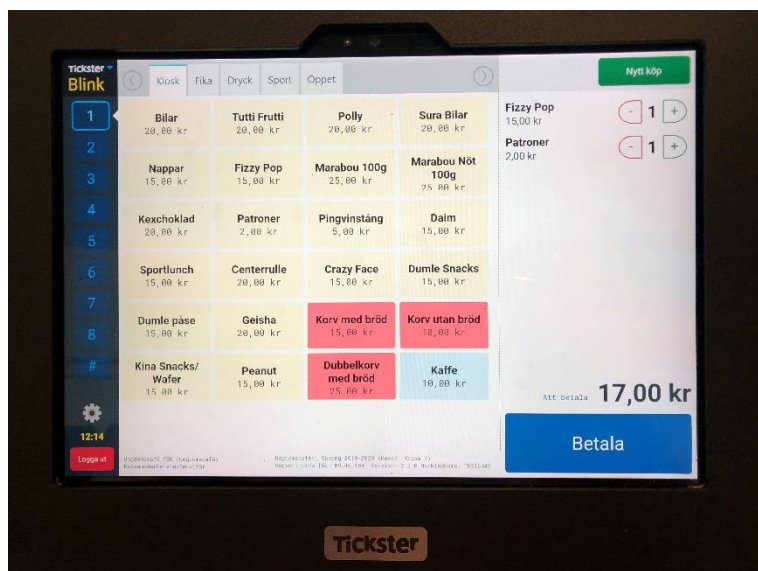 Tickster
Blink
Kiosk Fika Dryck Sport Öppet
Nytt köp
1
2
3
4
5
6
7
8
#
12:14
Logga ut
Bilar
20,00 kr
Tutti Frutti
20,00 kr
Polly
20,00 kr
Sura Bilar
20,00 kr
Nappar
15,00 kr
Fizzy Pop
15,00 kr
Marabou 100g
25,00 kr
Marabou Nöt
100g
25,00 kr
Kexchoklad
20,00 kr
Patroner
2,00 kr
Pingvinstång
5,00 kr
Daim
15,00 kr
Sportlunch
15,00 kr
Centerrulle
20,00 kr
Crazy Face
15,00 kr
Dumle Snacks
15,00 kr
Dumle påse
15,00 kr
Geisha
20,00 kr
Korv med bröd
15,00 kr
Korv utan bröd
10,00 kr
Kina Snacks/
Wafer
15,00 kr
Peanut
15,00 kr
Dubbelkorv
med bröd
25,00 kr
Kaffe
10,00 kr
Fizzy Pop
15,00 kr
- 1 +
Patroner
2,00 kr
- 1 +
Att betala 17,00 kr
Betala
Tickster